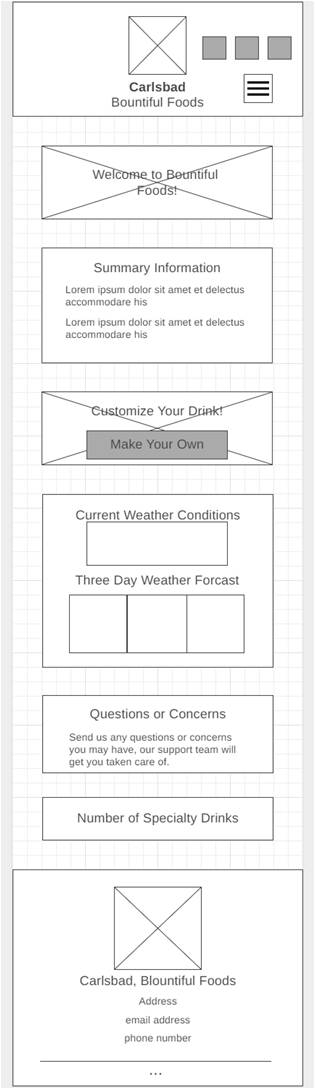 Carlsbad
Bountiful Foods
Welcome to Bountiful
Foods!
Summary Information
Lorem ipsum dolor sit amet et delectus
accommodare his
Lorem ipsum dolor sit amet et delectus
accommodare his
Customize Your Drink!
Make Your Own
Current Weather Conditions
Three Day Weather Forcast
Questions or Concerns
Send us any questions or concerns
you may have, our support team will
get you taken care of.
Number of Specialty Drinks
Carlsbad, Blountiful Foods
Address
email address
phone number
...